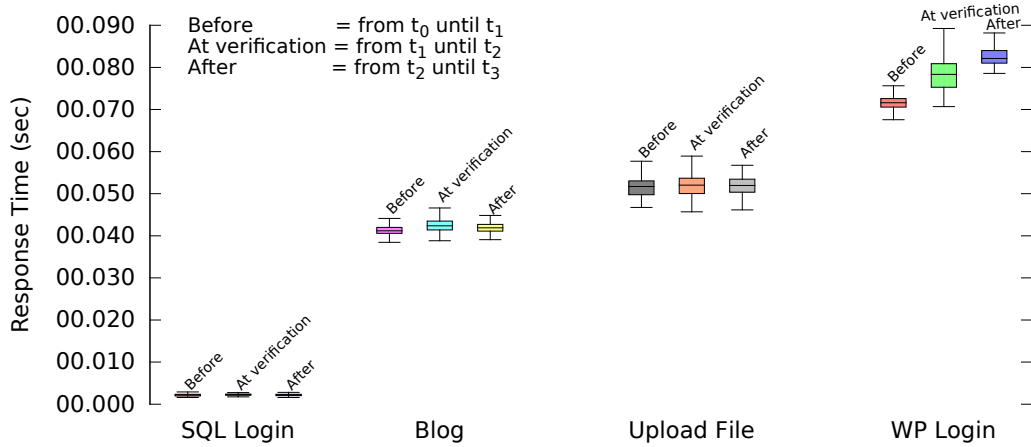 Response Time (sec)
00.090
00.080
00.070
00.060
00.050
00.040
00.030
00.020
00.010
00.000
Before = from t0 until t1
At verification = from t1 until t2
After = from t2 until t3
Before
At verification
After
Before
At verification
After
Before
At verification
After
Before
At verification
After
SQL Login
Blog
Upload File
WP Login